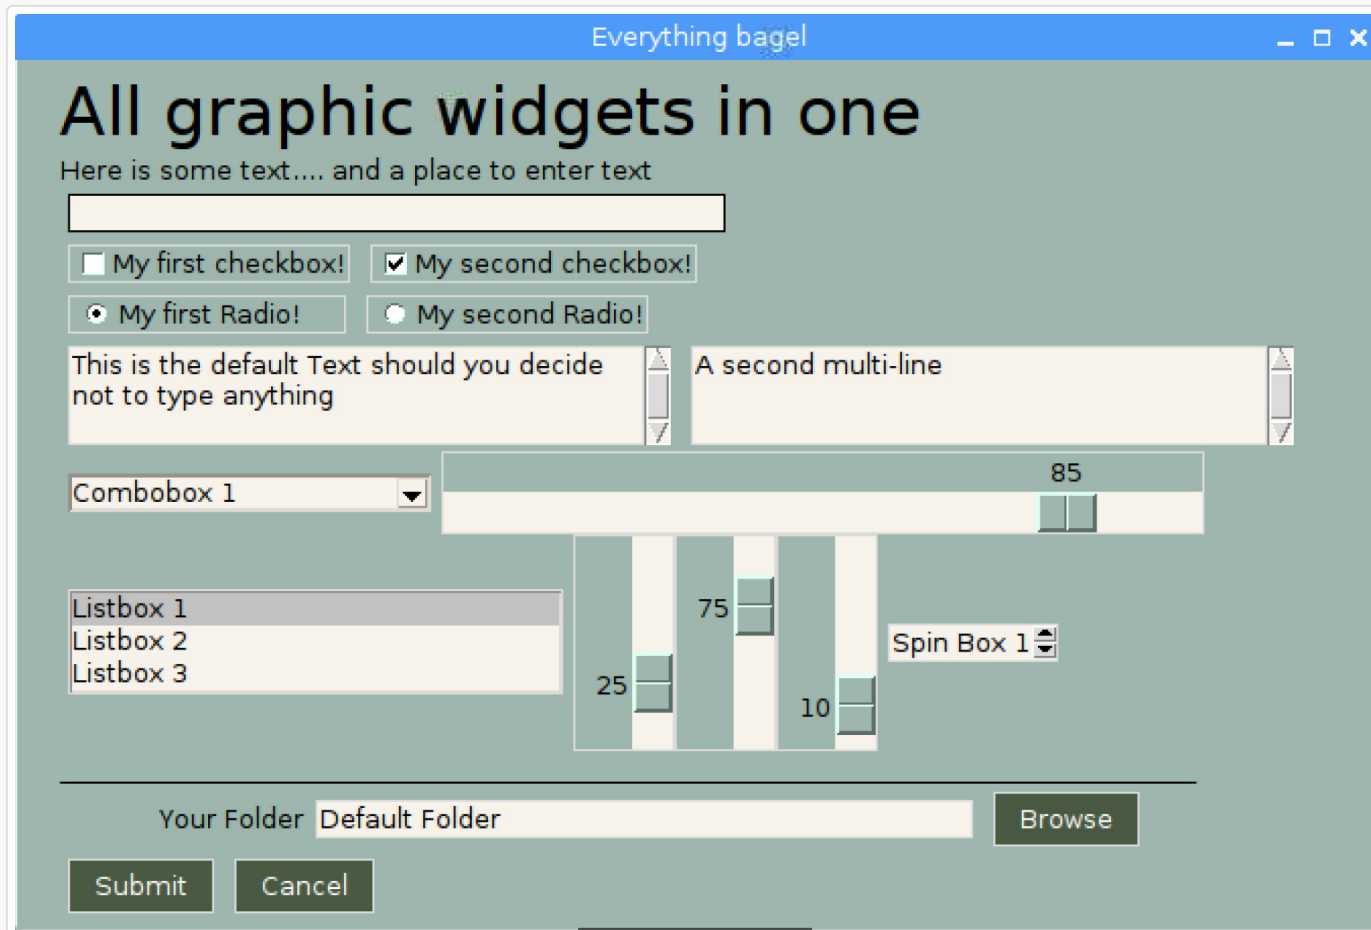 Everything bagel
All graphic widgets in one
Here is some text.... and a place to enter text
My first checkbox! My second checkbox!
My first Radio! My second Radio!
This is the default Text should you decide
not to type anything
A second multi-line
85
Combobox 1
75
Listbox 1
Listbox 2
Listbox 3
25
10
Spin Box 1
Your Folder Default Folder Browse
Submit Cancel